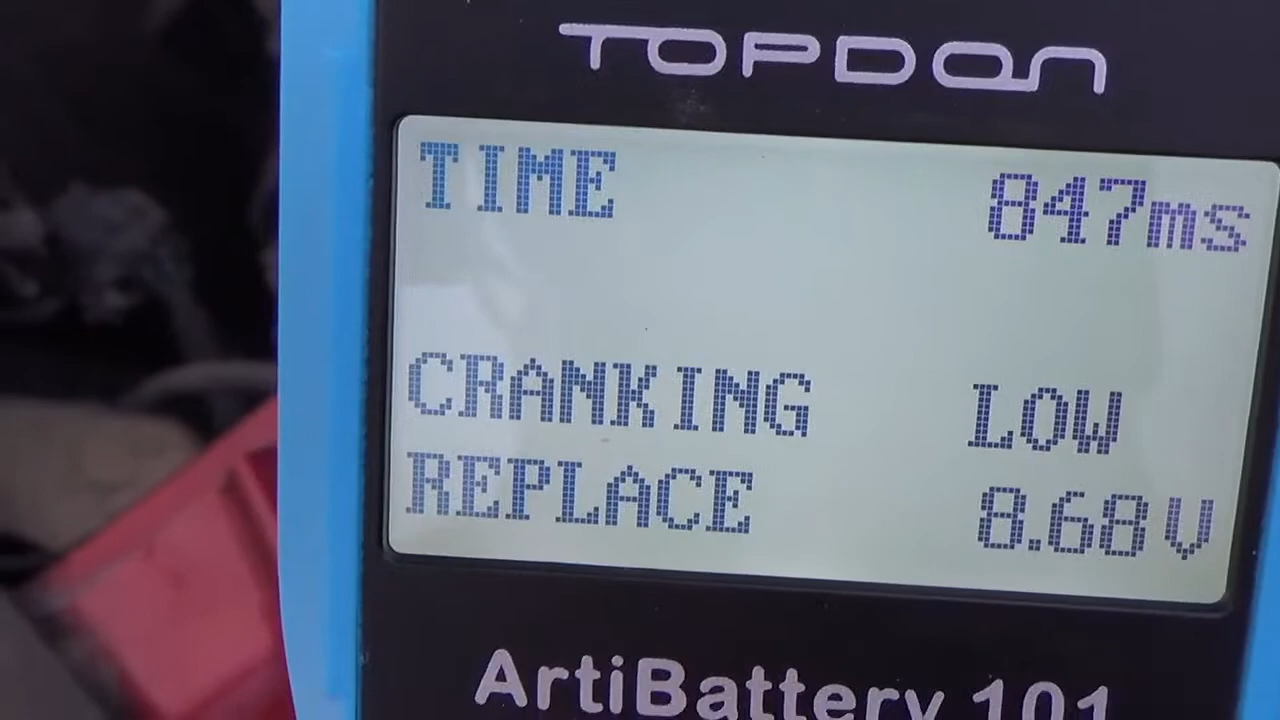 TOPDON
TIME 847ms
CRANKING LOW
REPLACE 8.68V
ArtiBattery 101